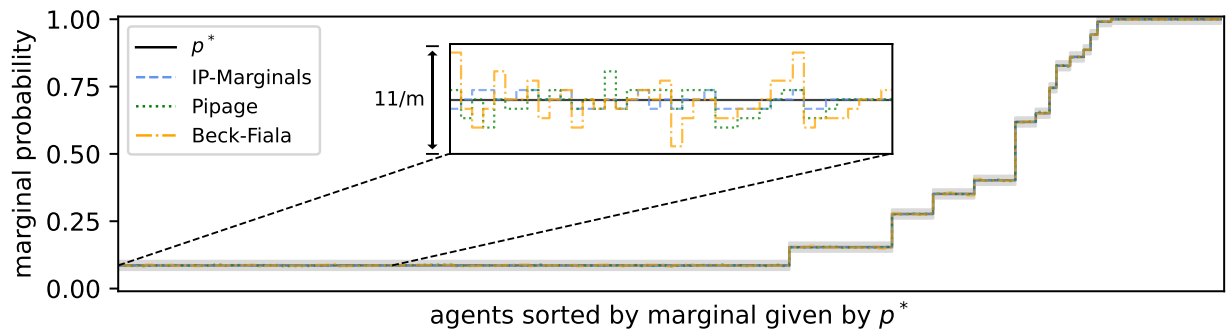 marginal probability
1.00
0.75
0.50
0.25
0.00
p*
IP-Marginals
Pipage
Beck-Fiala
11/m
agents sorted by marginal given by p*